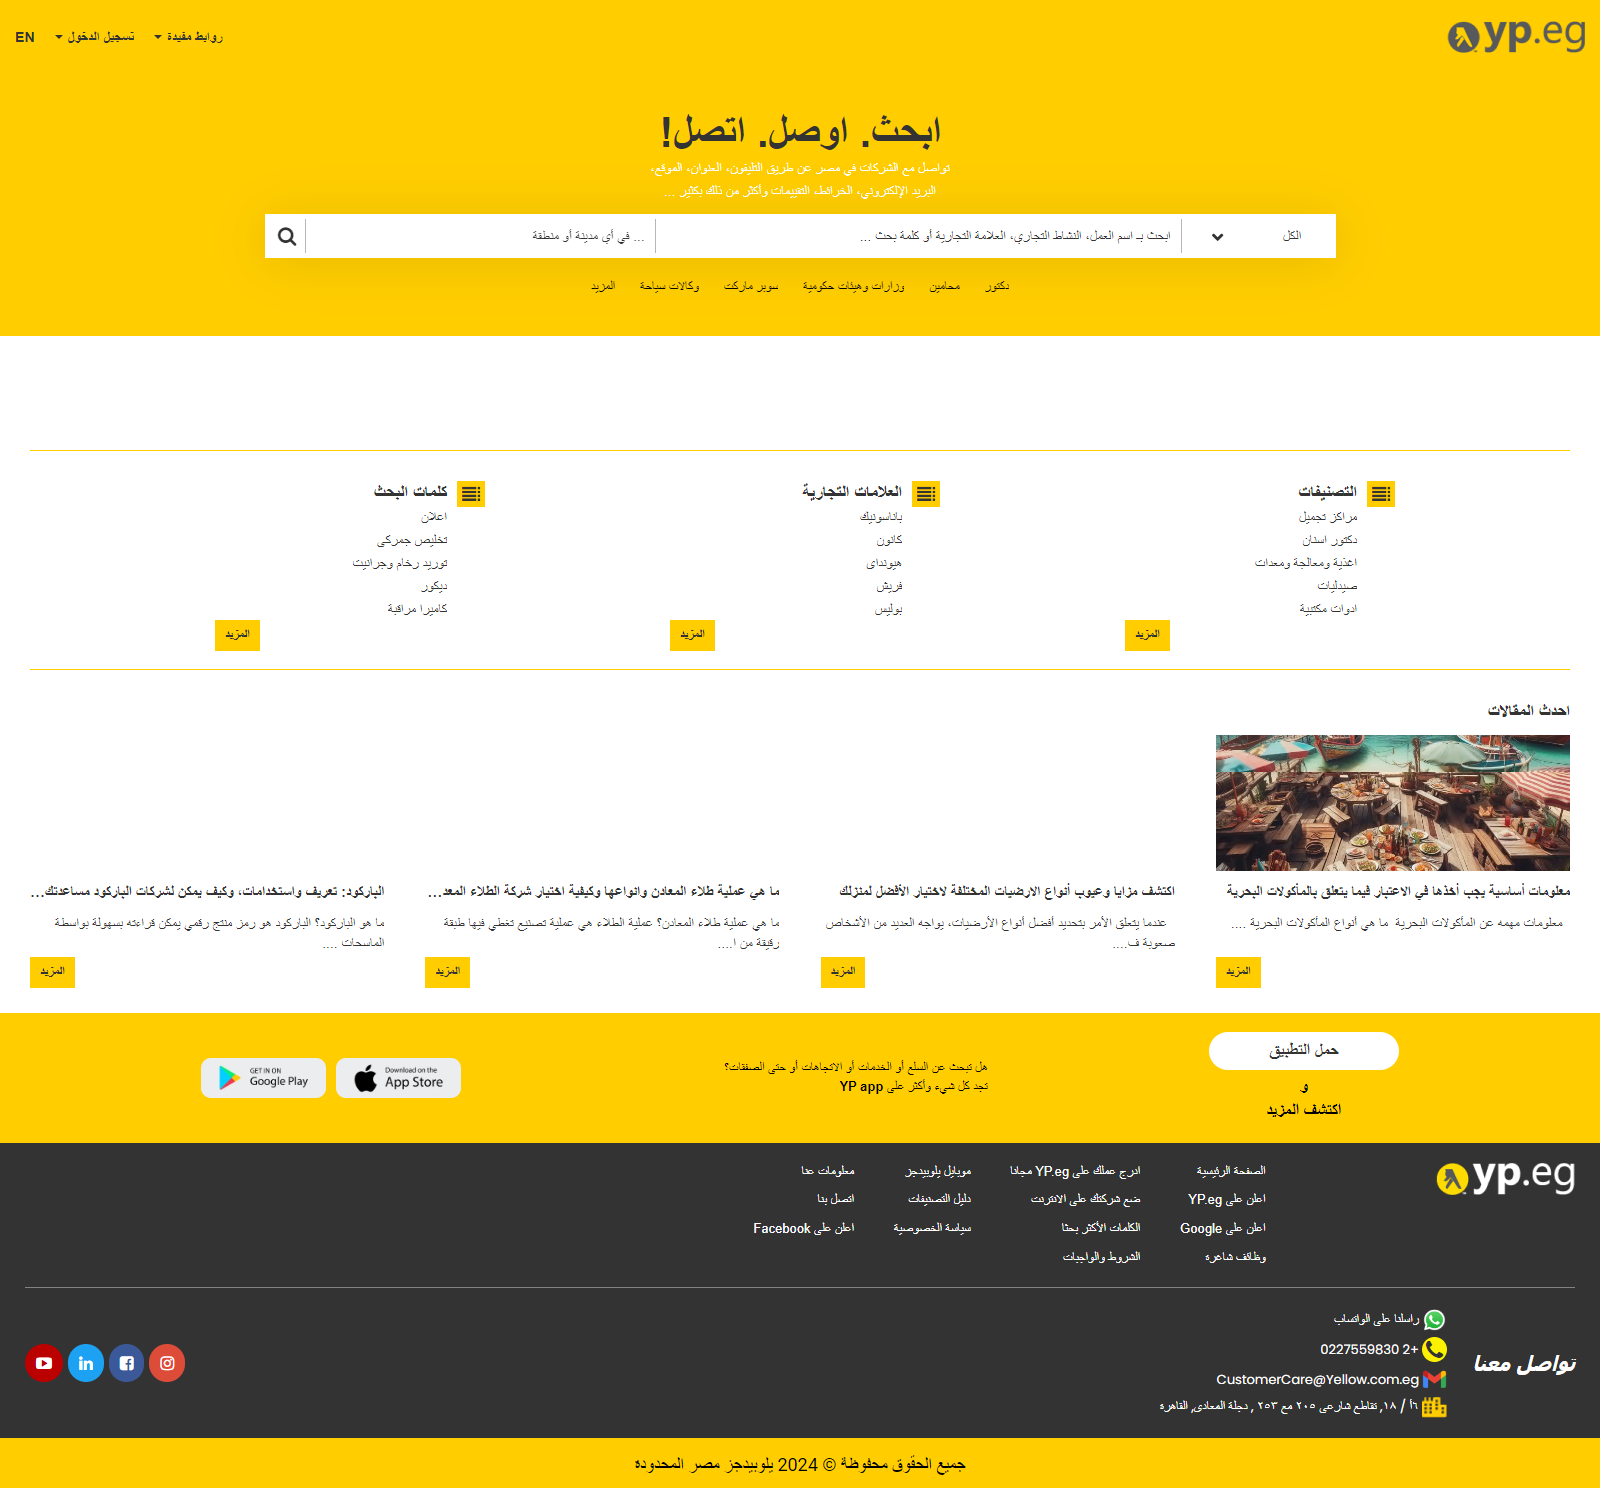 yp.eg
روابط مفيدة
تسجيل الدخول
EN
ابحث. اوصل. اتصل!
تواصل مع الشركات في مصر عن طريق التليفون، العنوان، الموقع،
البريد الإلكتروني، الخرائط، التقييمات وأكثر من ذلك بكثير ...
الكل
ابحث بـ اسم العمل، النشاط التجاري، العلامة التجارية أو كلمة بحث ...
... في أي مدينة أو منطقة
دكتور
محامين
وزارات وهيئات حكومية
سوبر ماركت
وكالات سياحة
المزيد
التصنيفات
مراكز تجميل
دكتور اسنان
اغذية ومعالجة ومعدات
صيدليات
ادوات مكتبية
المزيد
العلامات التجارية
باناسونيك
كانون
هيونداى
فريش
بوليس
المزيد
كلمات البحث
اعلان
تخليص جمركى
توريد رخام وجرانيت
ديكور
كاميرا مراقبة
المزيد
احدث المقالات
معلومات أساسية يجب أخذها في الاعتبار فيما يتعلق بالمأكولات البحرية
معلومات مهمه عن المأكولات البحرية ما هي أنواع المأكولات البحرية ....
المزيد
اكتشف مزايا وعيوب أنواع الارضيات المختلفة لاختيار الأفضل لمنزلك
عندما يتعلق الأمر بتحديد أفضل أنواع الأرضيات، يواجه العديد من الأشخاص
صعوبة ف....
المزيد
ما هي عملية طلاء المعادن وانواعها وكيفية اختيار شركة الطلاء المعد...
ما هي عملية طلاء المعادن؟ عملية الطلاء هي عملية تصنيع تغطي فيها طبقة
رقيقة من ا....
المزيد
الباركود: تعريف واستخدامات، وكيف يمكن لشركات الباركود مساعدتك...
ما هو الباركود؟ الباركود هو رمز منتج رقمي يمكن قراءته بسهولة بواسطة
الماسحات ....
المزيد
حمل التطبيق
و
اكتشف المزيد
هل تبحث عن السلع أو الخدمات أو الاتجاهات أو حتى الصفقات؟
تجد كل شيء وأكثر على YP app
Download on the
App Store
GET IN ON
Google Play
yp.eg
الصفحة الرئيسية
اعلن على YP.eg
اعلن على Google
وظائف شاغرة
ادرج عملك على YP.eg مجانا
ضع شركتك على الانترنت
الكلمات الأكثر بحثا
الشروط والواجبات
موبايل يلوبيدجز
دليل التصنيفات
سياسة الخصوصية
معلومات عنا
اتصل بنا
اعلن على Facebook
تواصل معنا
راسلنا على الواتساب
0227559830 2+
CustomerCare@Yellow.com.eg
٦أ / ١٨, تقاطع شارعى ٢٠٥ مع ٢٥٣ , دجلة المعادى, القاهرة
جميع الحقوق محفوظة © 2024 يلوبيدجز مصر المحدودة